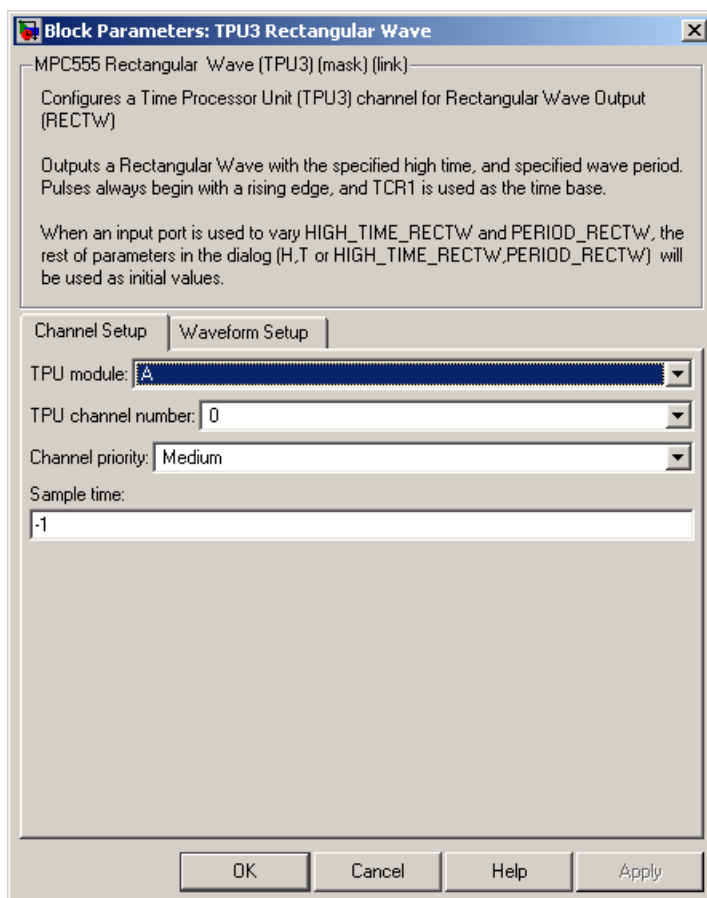 Block Parameters: TPU3 Rectangular Wave
MPC555 Rectangular Wave (TPU3) (mask) (link)
Configures a Time Processor Unit (TPU3) channel for Rectangular Wave Output
(RECTW)
Outputs a Rectangular Wave with the specified high time, and specified wave period.
Pulses always begin with a rising edge, and TCR1 is used as the time base.
When an input port is used to vary HIGH_TIME_RECTW and PERIOD_RECTW, the
rest of parameters in the dialog (H,T or HIGH_TIME_RECTW,PERIOD_RECTW) will
be used as initial values.
Channel Setup Waveform Setup
TPU module: A
TPU channel number: 0
Channel priority: Medium
Sample time:
-1
OK Cancel Help Apply